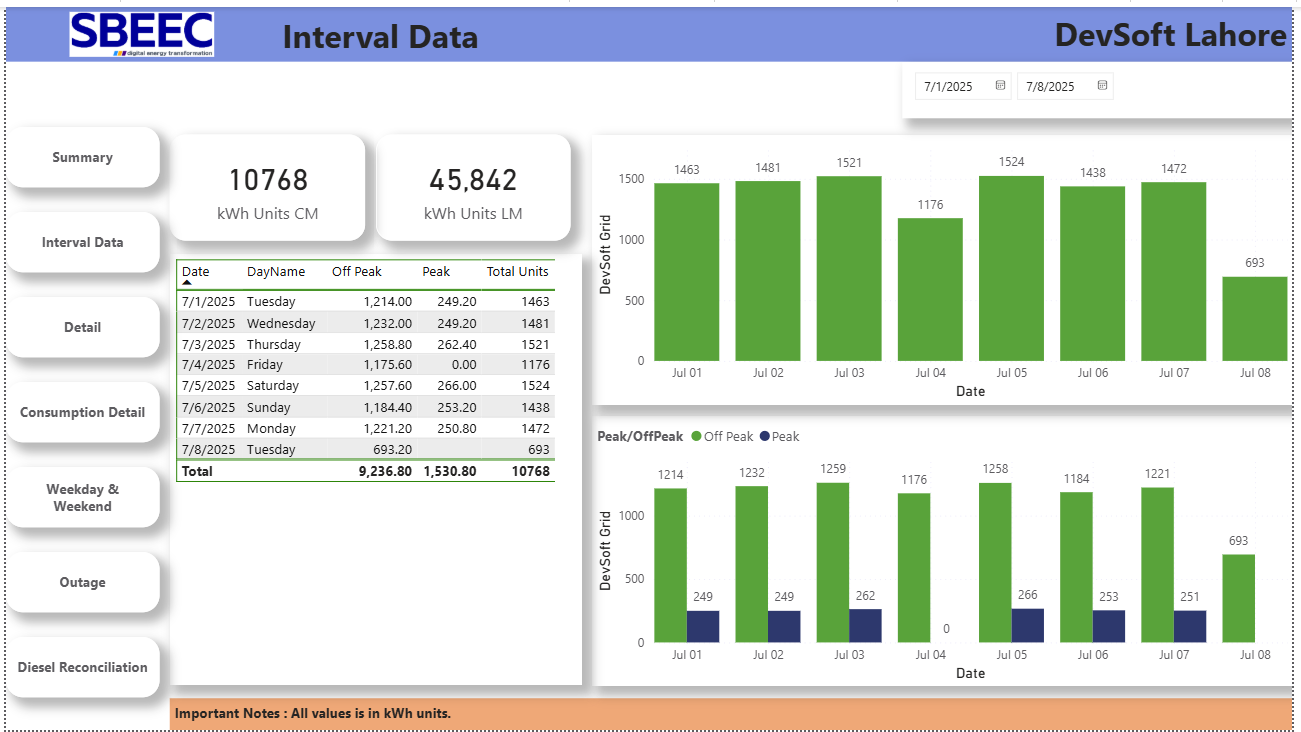 SBEEC
digital energy transformation
Interval Data
DevSoft Lahore
7/1/2025
7/8/2025
Summary
Interval Data
Detail
Consumption Detail
Weekday &
Weekend
Outage
Diesel Reconciliation
10768
kWh Units CM
45,842
kWh Units LM
Date DayName Off Peak Peak Total Units
7/1/2025 Tuesday 1,214.00 249.20 1463
7/2/2025 Wednesday 1,232.00 249.20 1481
7/3/2025 Thursday 1,258.80 262.40 1521
7/4/2025 Friday 1,175.60 0.00 1176
7/5/2025 Saturday 1,257.60 266.00 1524
7/6/2025 Sunday 1,184.40 253.20 1438
7/7/2025 Monday 1,221.20 250.80 1472
7/8/2025 Tuesday 693.20 693
Total 9,236.80 1,530.80 10768
DevSoft Grid
1500
1000
500
0
1463 1481 1521 1176 1524 1438 1472 693
Jul 01 Jul 02 Jul 03 Jul 04 Jul 05 Jul 06 Jul 07 Jul 08
Date
Peak/OffPeak Off Peak Peak
DevSoft Grid
1000
500
0
1214 1232 1259 1176 1258 1184 1221 693
249 249 262 0 266 253 251
Jul 01 Jul 02 Jul 03 Jul 04 Jul 05 Jul 06 Jul 07 Jul 08
Date
Important Notes : All values is in kWh units.